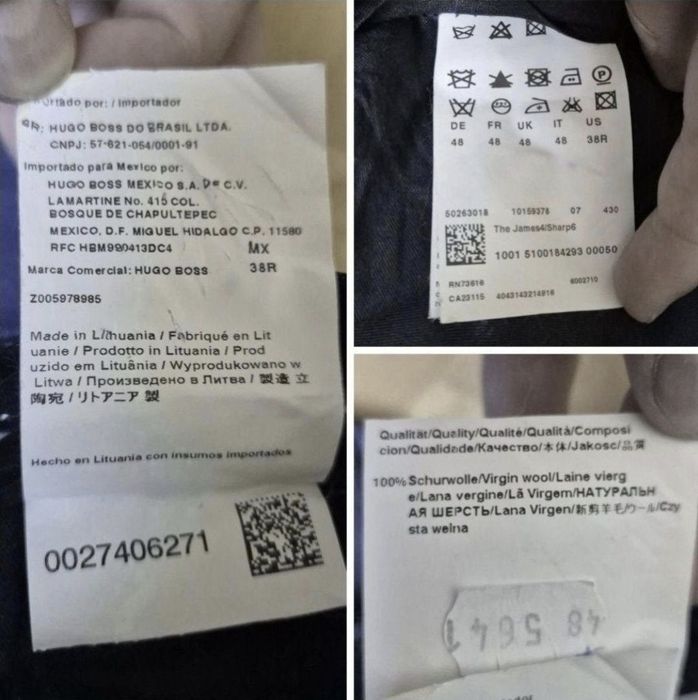 rtado por: / Importador
BR: HUGO BOSS DO BRASIL LTDA.
CNPJ: 57-621-064/0001-91
Importado para Mexico por:
HUGO BOSS MEXICO S.A. DE C.V.
LAMARTINE No. 415 COL.
BOSQUE DE CHAPULTEPEC
MEXICO, D.F. MIGUEL HIDALGO C.P. 11580
RFC HBM990413DC4 MX
Marca Comercial: HUGO BOSS 38R
Z005978985
Made in Lithuania / Fabriqué en Lit
uanie / Prodotto in Lituania / Prod
uzido em Lituânia / Wyprodukowano w
Litwa / Произведено в Литва / 製造 立
陶宛 / リトアニア 製
Hecho en Lituania con insumos importados
0027406271
DE FR UK IT US
48 48 48 48 38R
50263018 10159378 07 430
The James4/Sharp6
1001 5100184293 00050
RN73616 6002710
CA23115 4043143214916
Qualität/Quality/Qualité/Qualità/Composi
cion/Qualidade/Качество/本体/Jakosc/品質
100% Schurwolle/Virgin wool/Laine vierg
e/Lana vergine/Lã Virgem/НАТУРАЛЬН
АЯ ШЕРСТЬ/Lana Virgen/新剪羊毛/ウール/Czy
sta welna
48 5641